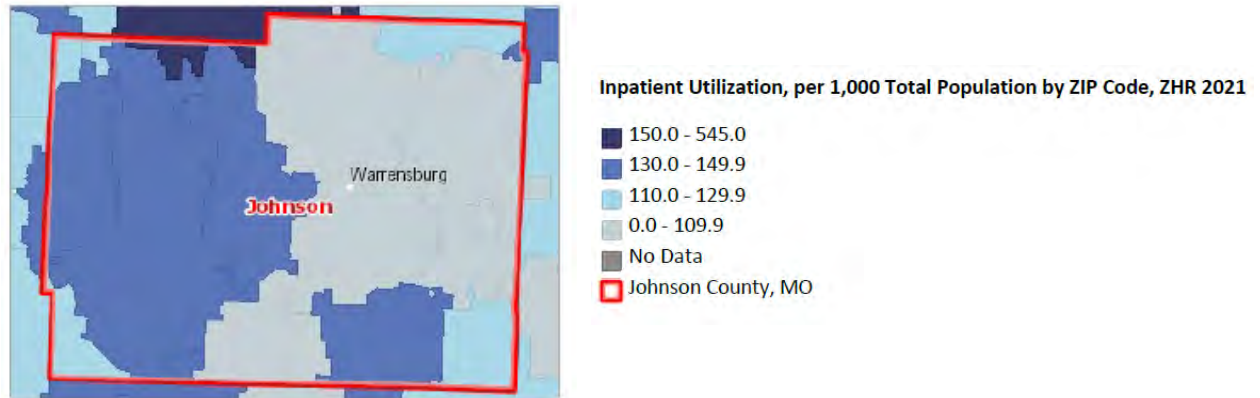 Warrensburg
Johnson
Inpatient Utilization, per 1,000 Total Population by ZIP Code, ZHR 2021
150.0 - 545.0
130.0 - 149.9
110.0 - 129.9
0.0 - 109.9
No Data
Johnson County, MO